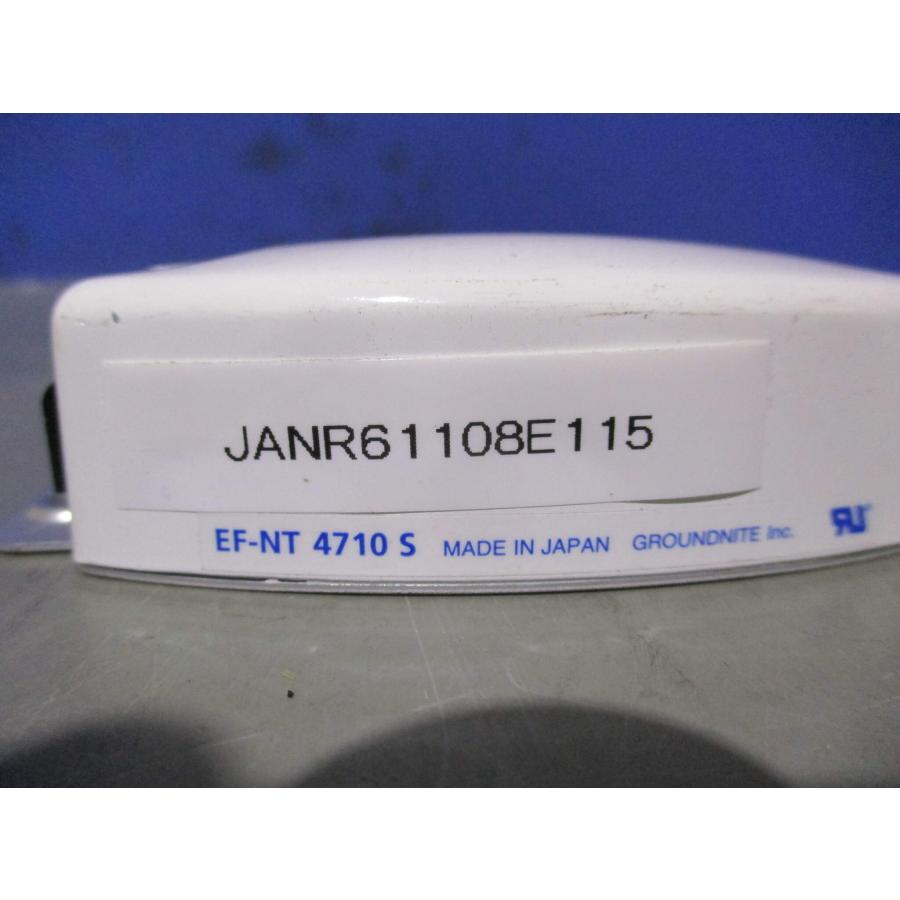 JANR61108E115
EF-NT 4710 S MADE IN JAPAN GROUNDNITE Inc.